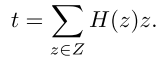 t = \sum_{z \in Z} H(z)z.